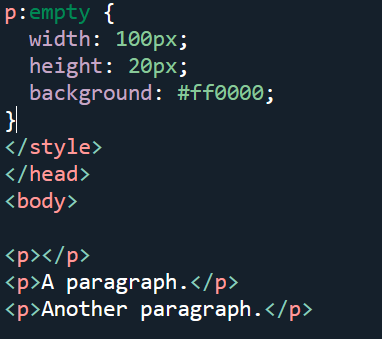 p:empty {
  width: 100px;
  height: 20px;
  background: #ff0000;
}
</style>
</head>
<body>

<p></p>
<p>A paragraph.</p>
<p>Another paragraph.</p>